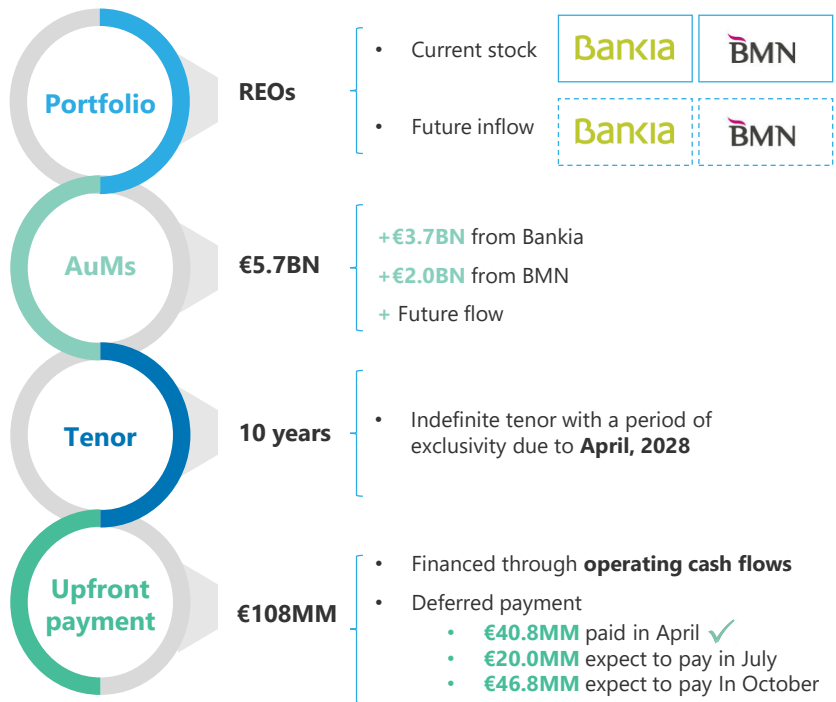 Portfolio
REOs
• Current stock
Bankia
BMN
• Future inflow
Bankia
BMN
AuMs
€5.7BN
+€3.7BN from Bankia
+€2.0BN from BMN
+ Future flow
Tenor
10 years
• Indefinite tenor with a period of
exclusivity due to April, 2028
Upfront
payment
€108MM
• Financed through operating cash flows
• Deferred payment
• €40.8MM paid in April ✓
• €20.0MM expect to pay in July
• €46.8MM expect to pay In October